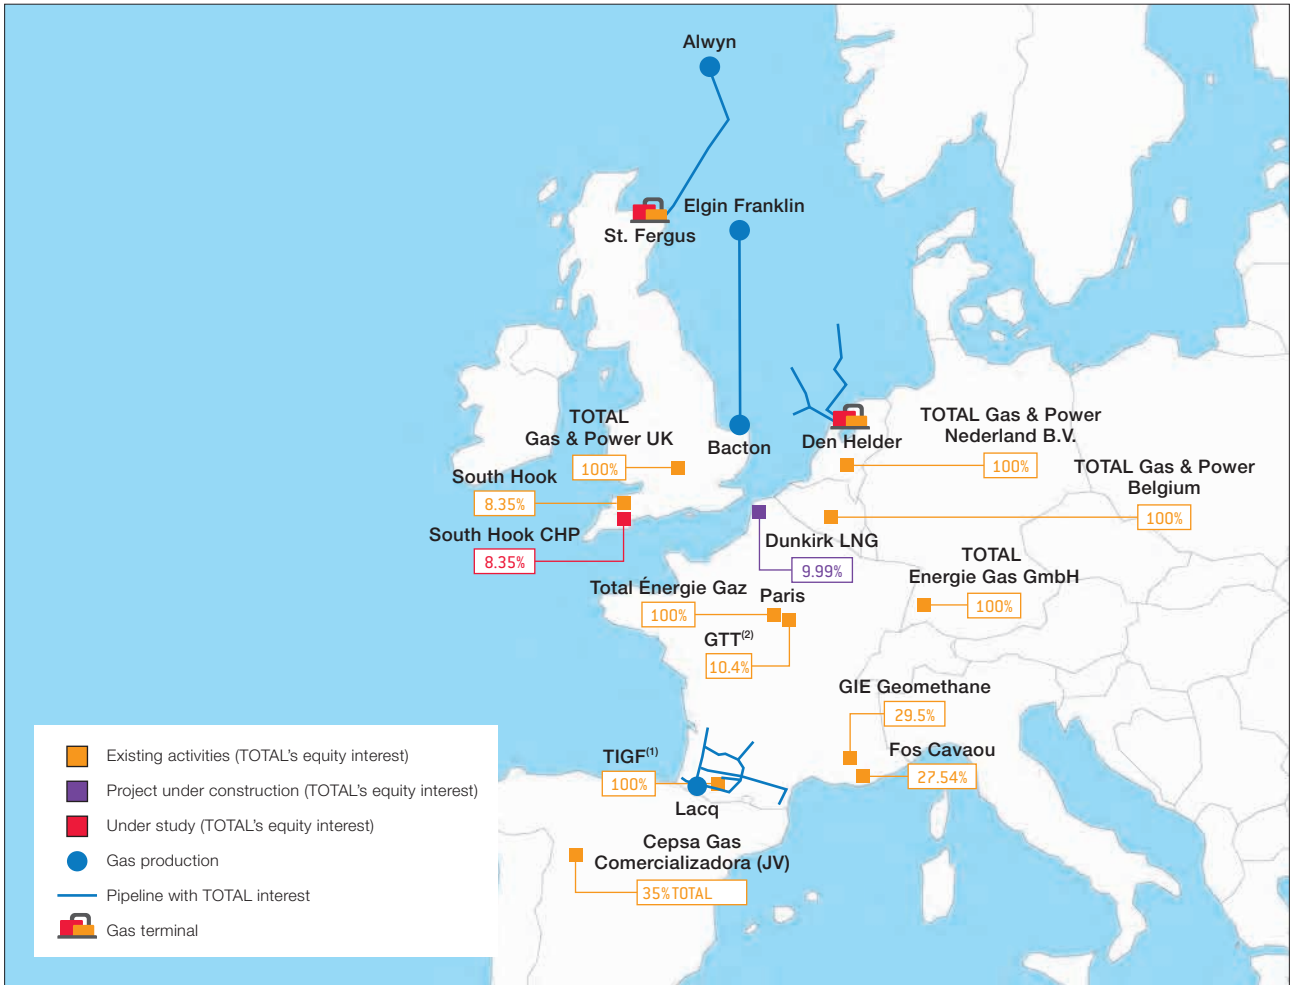 Alwyn
Elgin Franklin
St. Fergus
TOTAL
Gas & Power UK
100%
Bacton
Den Helder
TOTAL Gas & Power
Nederland B.V.
100%
TOTAL Gas & Power
Belgium
100%
South Hook
8.35%
South Hook CHP
8.35%
Dunkirk LNG
9.99%
TOTAL
Energie Gas GmbH
100%
Total Énergie Gaz
100%
Paris
GTT(2)
10.4%
GIE Geomethane
29.5%
Fos Cavaou
27.54%
TIGF(1)
100%
Lacq
Cepsa Gas
Comercializadora (JV)
35% TOTAL
Existing activities (TOTAL's equity interest)
Project under construction (TOTAL's equity interest)
Under study (TOTAL's equity interest)
Gas production
Pipeline with TOTAL interest
Gas terminal